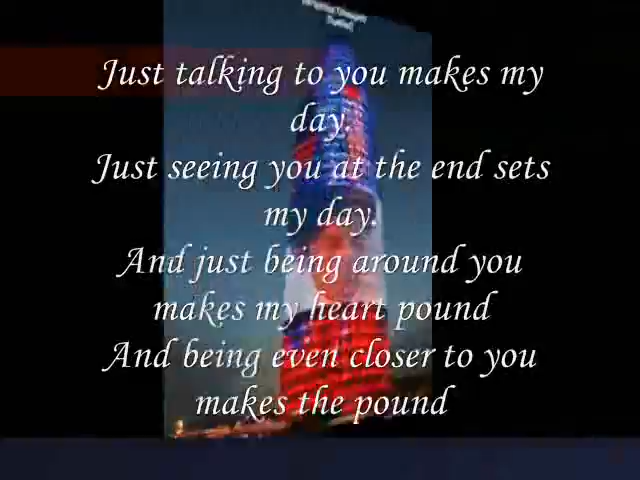 Just talking to you makes my
day.
Just seeing you at the end sets
my day.
And just being around you
makes my heart pound
And being even closer to you
makes the pound